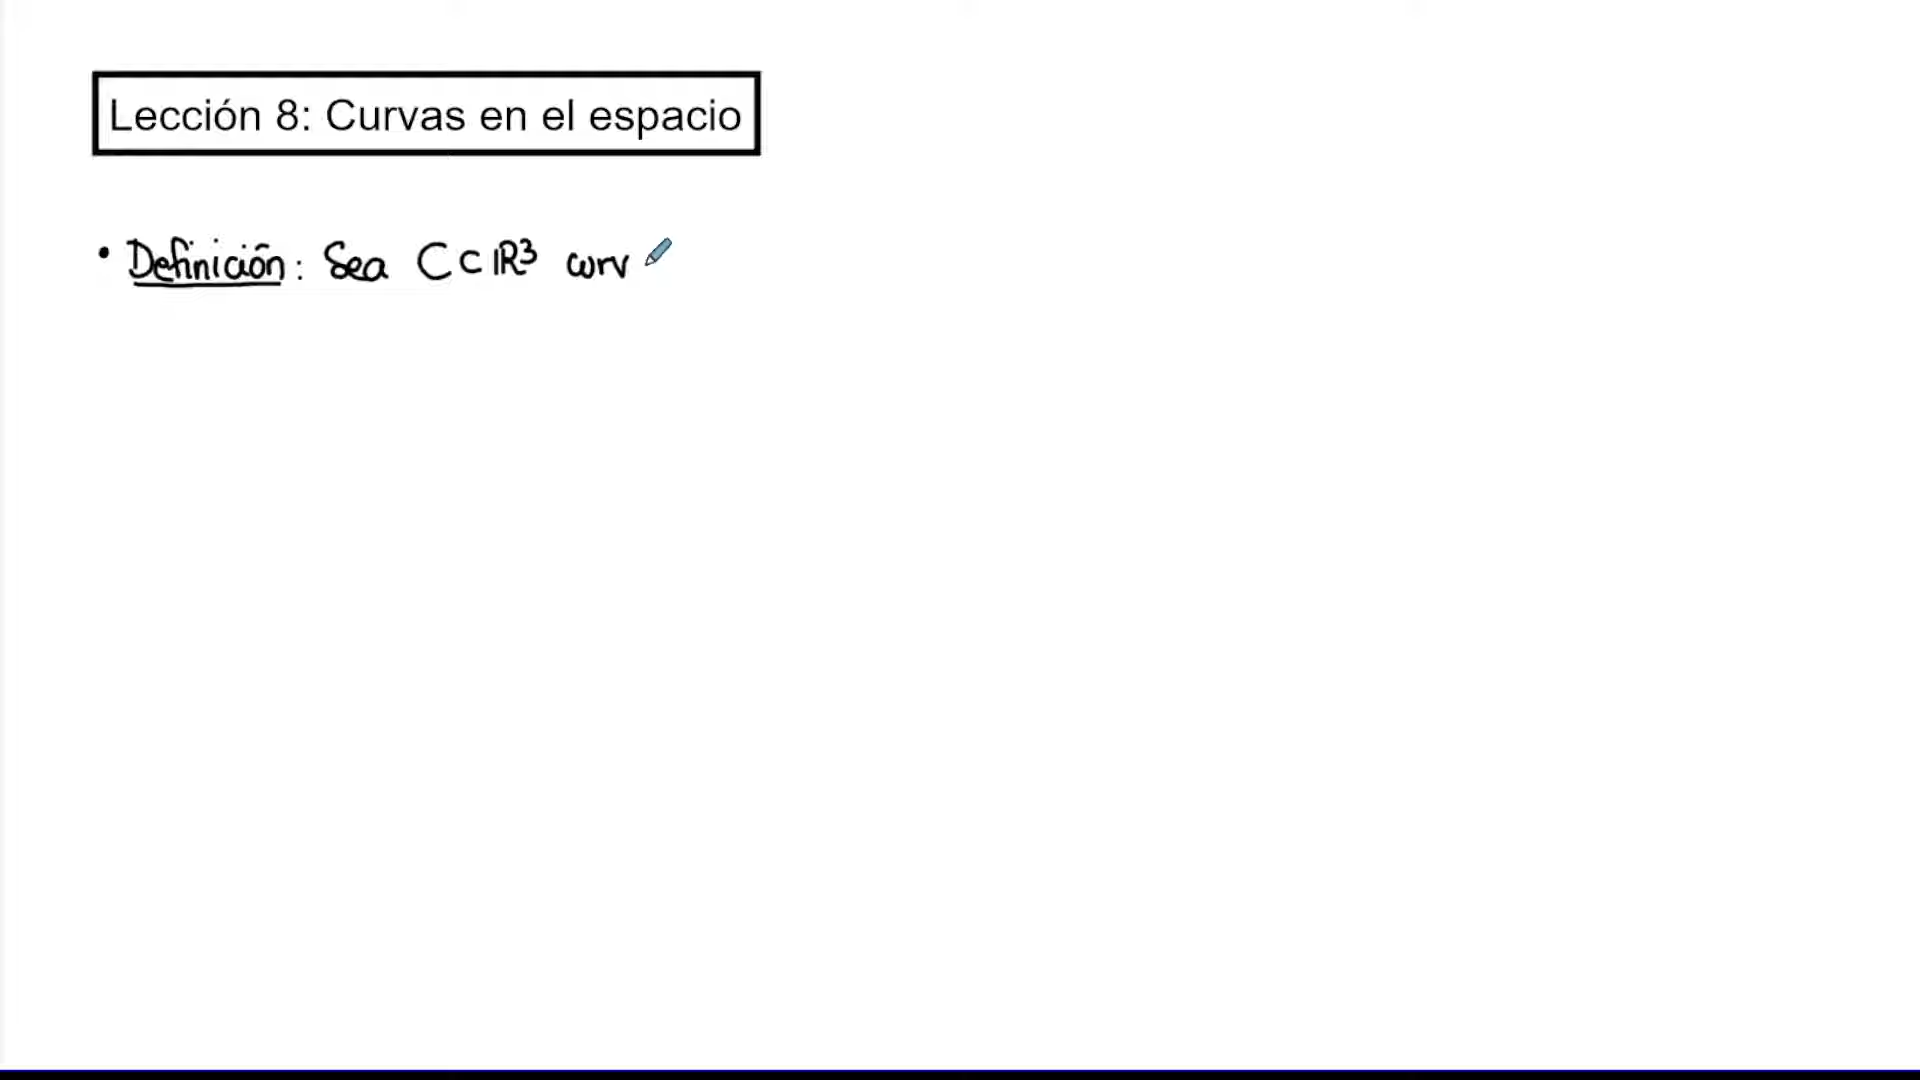 Lección 8: Curvas en el espacio
• Definición: Sea C ⊂ ℝ³ curv